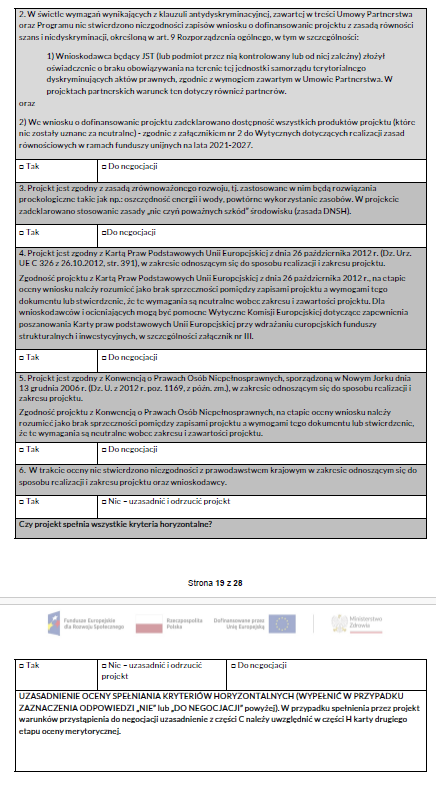 2. W świetle wymagań wynikających z klauzuli antydyskryminacyjnej, zawartej w treści Umowy Partnerstwa
oraz Programu nie stwierdzono niezgodności zapisów wniosku o dofinansowanie projektu z zasadą równości
szans i niedyskryminacji, określoną w art. 9 Rozporządzenia ogólnego, w tym w szczególności:
1) Wnioskodawca będący JST (lub podmiot przez nią kontrolowany lub od niej zależny) złożył
oświadczenie o braku obowiązywania na terenie tej jednostki samorządu terytorialnego
dyskryminujących aktów prawnych, zgodnie z wymogiem zawartym w Umowie Partnerstwa. W
projektach partnerskich warunek ten dotyczy również partnerów.
oraz
2) We wniosku o dofinansowanie projektu zadeklarowano dostępność wszystkich produktów projektu (które
nie zostały uznane za neutralne) - zgodnie z załącznikiem nr 2 do Wytycznych dotyczących realizacji zasad
równościowych w ramach funduszy unijnych na lata 2021-2027.
□ Tak □ Do negocjacji
3. Projekt jest zgodny z zasadą zrównoważonego rozwoju, tj. zastosowane w nim będą rozwiązania
proekologiczne takie jak np.: oszczędność energii i wody, powtórne wykorzystanie zasobów. W projekcie
zadeklarowano stosowanie zasady „nie czyń poważnych szkód" środowisku (zasada DNSH).
□ Tak □Do negocjacji
4. Projekt jest zgodny z Kartą Praw Podstawowych Unii Europejskiej z dnia 26 października 2012 r. (Dz. Urz.
UE C 326 z 26.10.2012, str. 391), w zakresie odnoszącym się do sposobu realizacji i zakresu projektu.
Zgodność projektu z Kartą Praw Podstawowych Unii Europejskiej z dnia 26 października 2012 r., na etapie
oceny wniosku należy rozumieć jako brak sprzeczności pomiędzy zapisami projektu a wymogami tego
dokumentu lub stwierdzenie, że te wymagania są neutralne wobec zakresu i zawartości projektu. Dla
wnioskodawców i oceniających mogą być pomocne Wytyczne Komisji Europejskiej dotyczące zapewnienia
poszanowania Karty praw podstawowych Unii Europejskiej przy wdrażaniu europejskich funduszy
strukturalnych i inwestycyjnych, w szczególności załącznik nr III.
□ Tak □ Do negocjacji
5. Projekt jest zgodny z Konwencją o Prawach Osób Niepełnosprawnych, sporządzoną w Nowym Jorku dnia
13 grudnia 2006 r. (Dz. U. z 2012 r. poz. 1169, z późn. zm.), w zakresie odnoszącym się do sposobu realizacji i
zakresu projektu.
Zgodność projektu z Konwencją o Prawach Osób Niepełnosprawnych, na etapie oceny wniosku należy
rozumieć jako brak sprzeczności pomiędzy zapisami projektu a wymogami tego dokumentu lub stwierdzenie,
że te wymagania są neutralne wobec zakresu i zawartości projektu.
□ Tak □ Do negocjacji
6. W trakcie oceny nie stwierdzono niezgodności z prawodawstwem krajowym w zakresie odnoszącym się do
sposobu realizacji i zakresu projektu oraz wnioskodawcy.
□ Tak □ Nie – uzasadnić i odrzucić projekt
Czy projekt spełnia wszystkie kryteria horyzontalne?
Strona 19 z 28
Fundusze Europejskie
dla Rozwoju Społecznego
Rzeczpospolita
Polska
Dofinansowane przez
Unię Europejską
Ministerstwo
Zdrowia
□ Tak □ Nie – uzasadnić i odrzucić □ Do negocjacji
projekt
UZASADNIENIE OCENY SPEŁNIANIA KRYTERIÓW HORYZONTALNYCH (WYPEŁNIĆ W PRZYPADKU
ZAZNACZENIA ODPOWIEDZI „NIE" lub „DO NEGOCJACJI" powyżej). W przypadku spełnienia przez projekt
warunków przystąpienia do negocjacji uzasadnienie z części C należy uwzględnić w części H karty drugiego
etapu oceny merytorycznej.